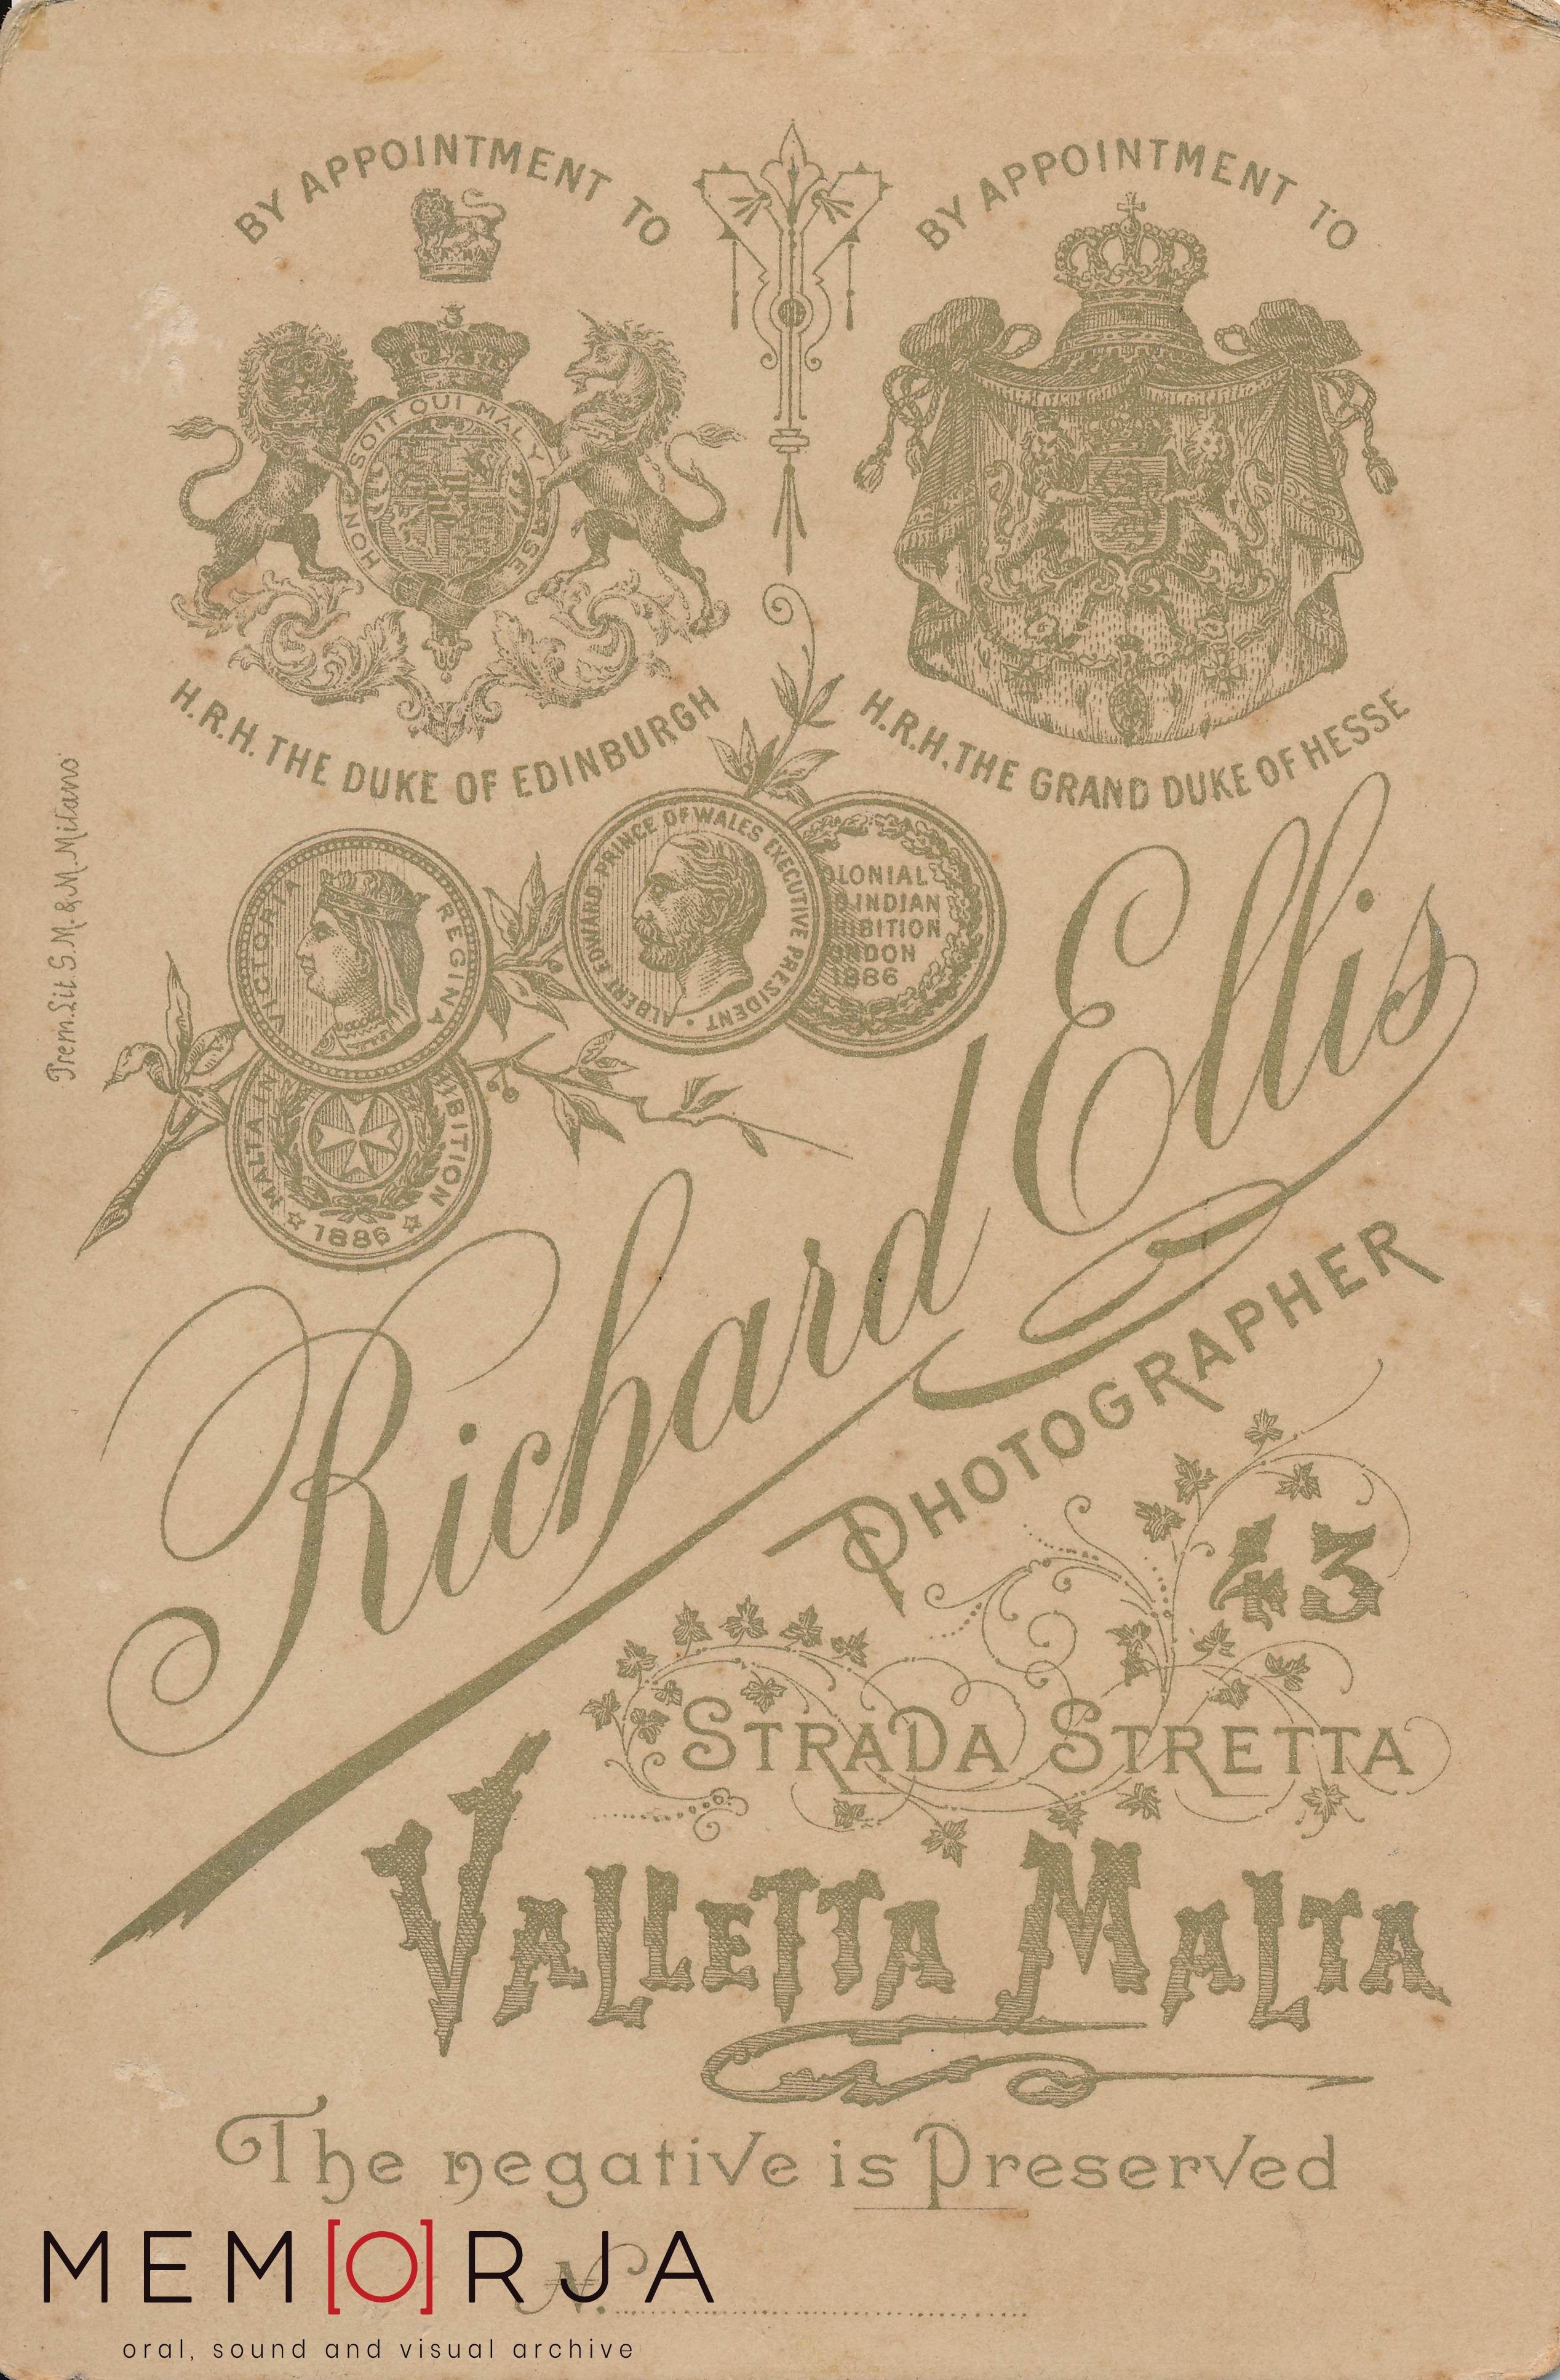 BY APPOINTMENT TO
HONI SOIT QUI MAL Y PENSE
H.R.H. THE DUKE OF EDINBURGH
BY APPOINTMENT TO
H.R.H. THE GRAND DUKE OF HESSE
Prem. Lit. S.M. & M. Milano
VICTORIA REGINA
MALTA IN BITION
1886
ALBERT EDWARD PRINCE OF WALES EXECUTIVE PRESIDENT
OLONIAL
D INDIAN
HIBITION
ONDON
1886
Richard Ellis
PHOTOGRAPHER
43
STRADA STRETTA
VALLETTA MALTA
The negative is Preserved
N.
MEM[O]RJA
oral, sound and visual archive